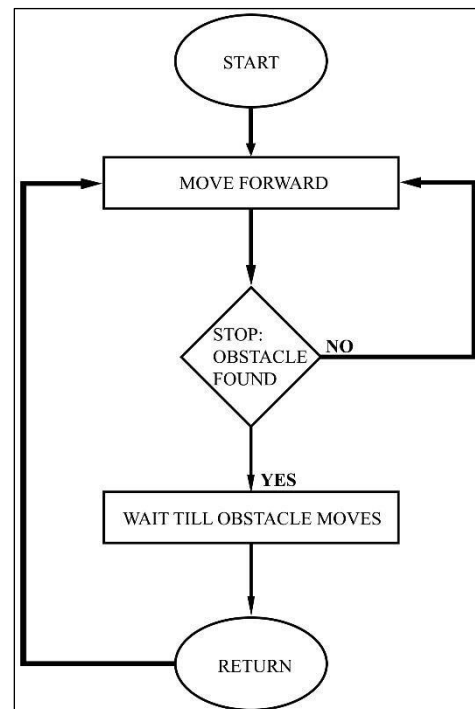 START
MOVE FORWARD
STOP:
OBSTACLE
FOUND
NO
YES
WAIT TILL OBSTACLE MOVES
RETURN